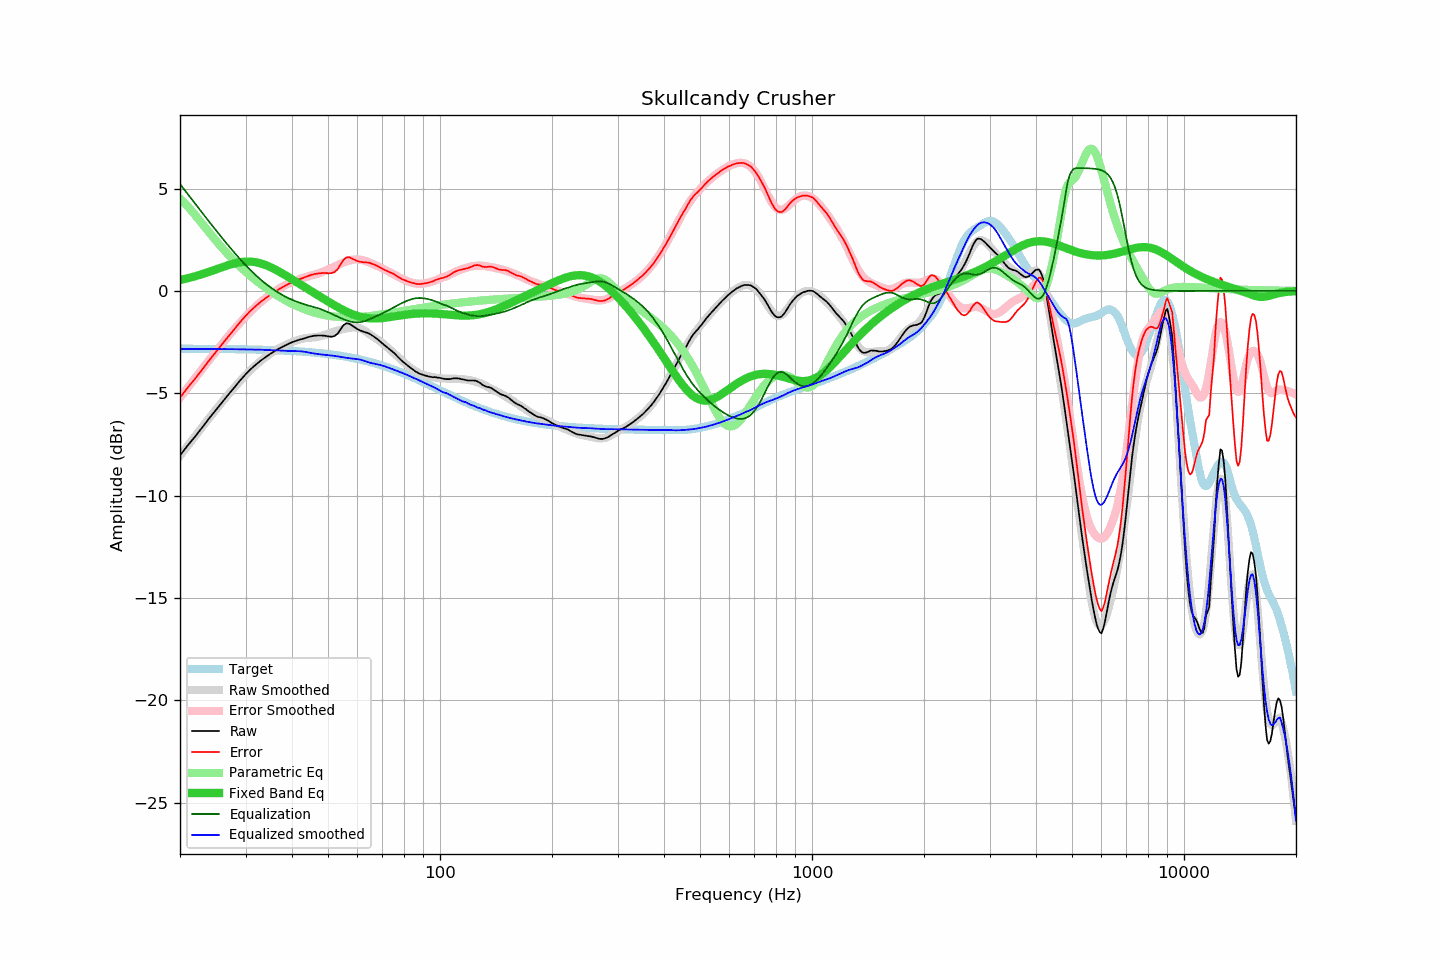 Skullcandy Crusher
Amplitude (dBr)
5
0
−5
−10
−15
−20
−25
Target
Raw Smoothed
Error Smoothed
Raw
Error
Parametric Eq
Fixed Band Eq
Equalization
Equalized smoothed
100
1000
10000
Frequency (Hz)